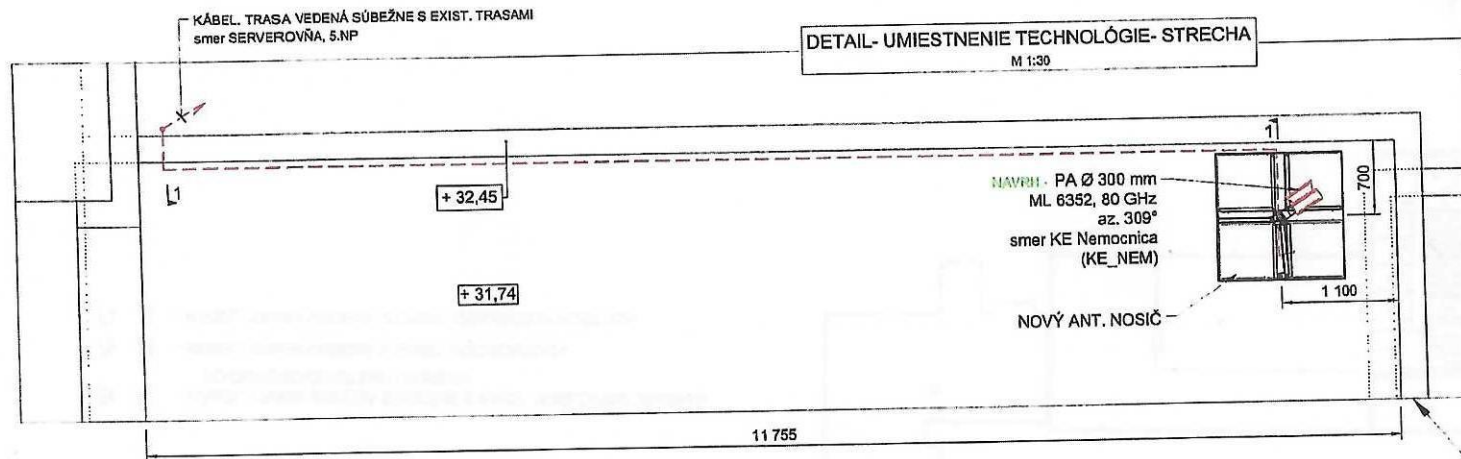 KÁBEL. TRASA VEDENÁ SÚBEŽNE S EXIST. TRASAMI
smer SERVEROVŇA, 5.NP
DETAIL- UMIESTNENIE TECHNOLÓGIE- STRECHA
M 1:30
1
1
+ 32,45
NAVRH - PA Ø 300 mm
ML 6352, 80 GHz
az. 309°
smer KE Nemocnica
(KE_NEM)
700
+ 31,74
1 100
NOVÝ ANT. NOSIČ
11 755